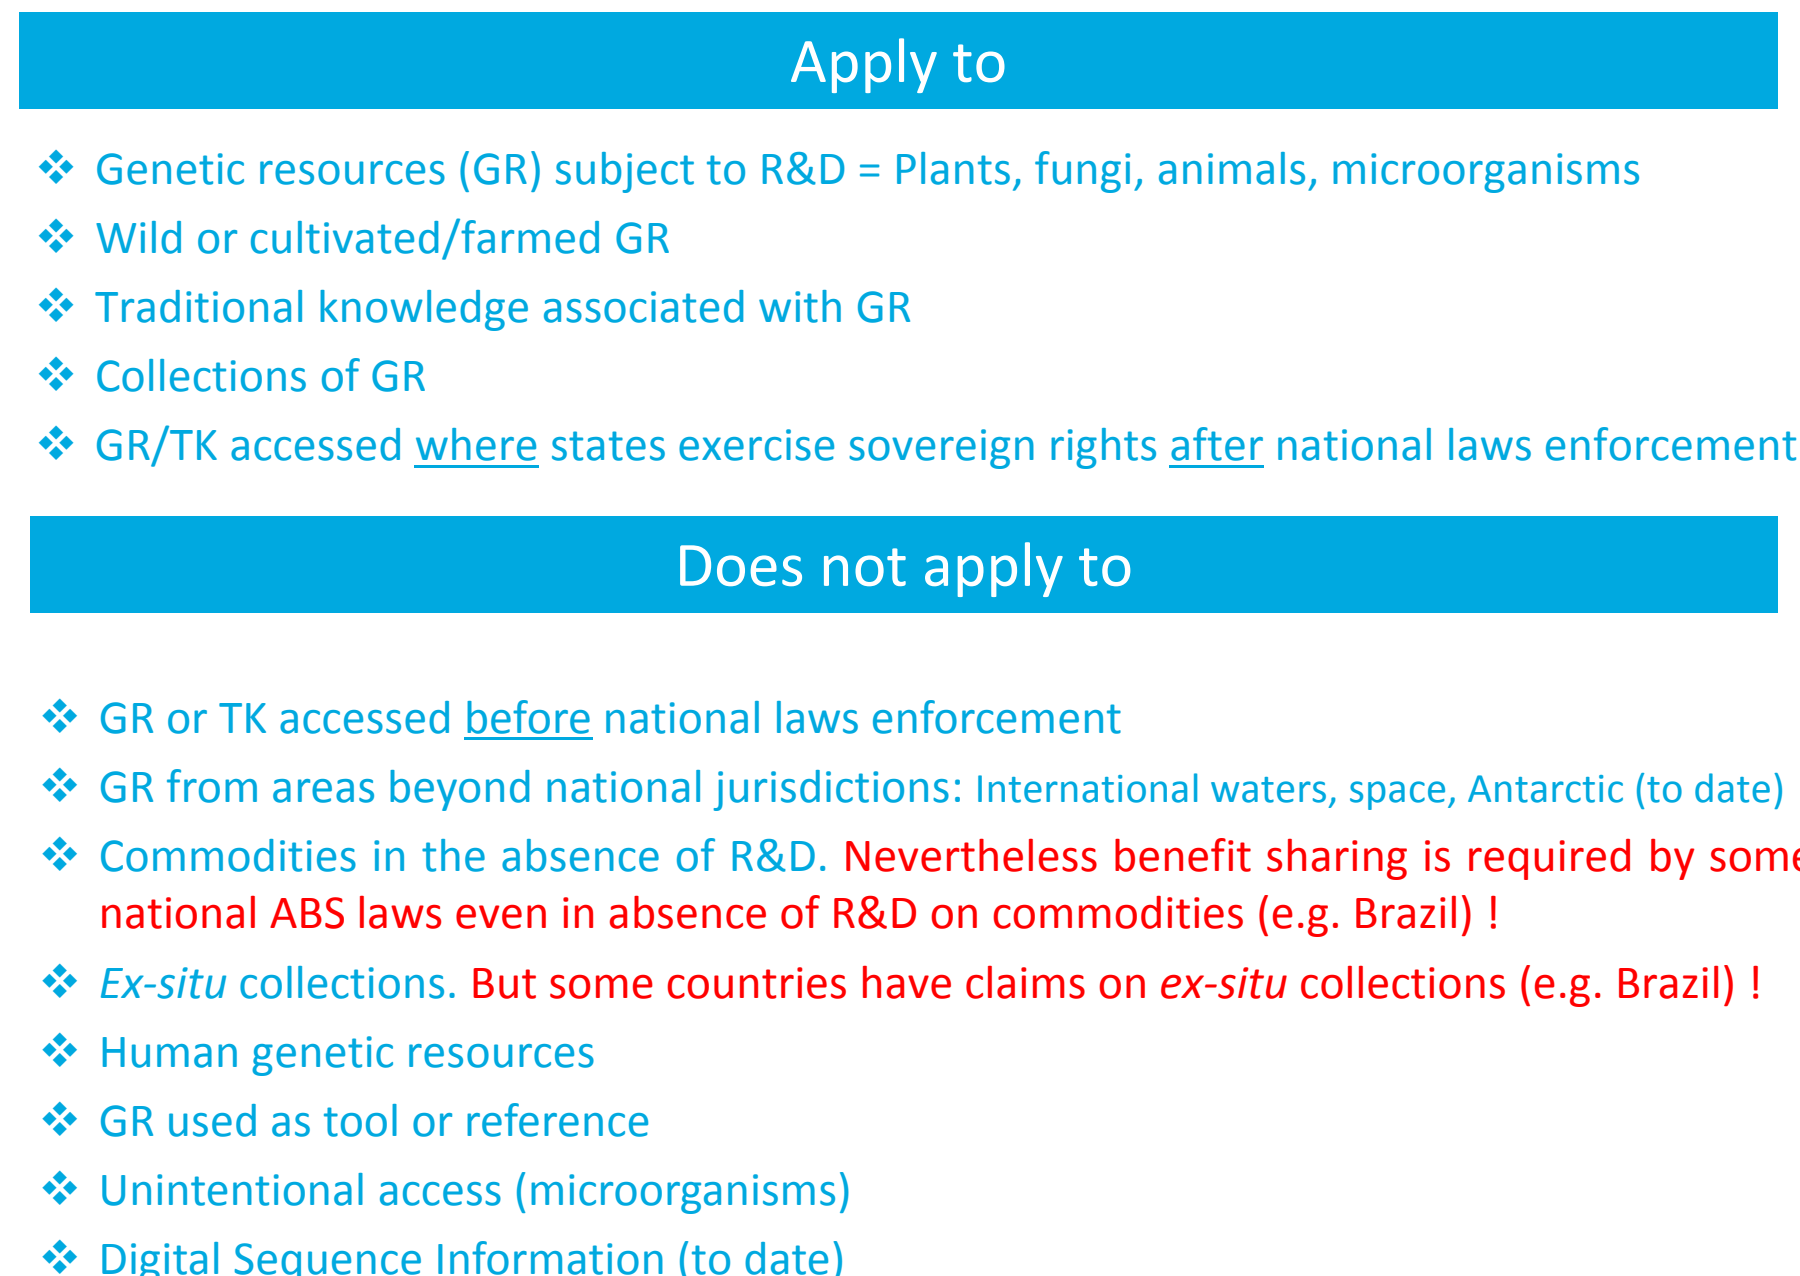 Apply to
❖ Genetic resources (GR) subject to R&D = Plants, fungi, animals, microorganisms
❖ Wild or cultivated/farmed GR
❖ Traditional knowledge associated with GR
❖ Collections of GR
❖ GR/TK accessed where states exercise sovereign rights after national laws enforcement
Does not apply to
❖ GR or TK accessed before national laws enforcement
❖ GR from areas beyond national jurisdictions: International waters, space, Antarctic (to date)
❖ Commodities in the absence of R&D. Nevertheless benefit sharing is required by some
national ABS laws even in absence of R&D on commodities (e.g. Brazil) !
❖ Ex-situ collections. But some countries have claims on ex-situ collections (e.g. Brazil) !
❖ Human genetic resources
❖ GR used as tool or reference
❖ Unintentional access (microorganisms)
❖ Digital Sequence Information (to date)